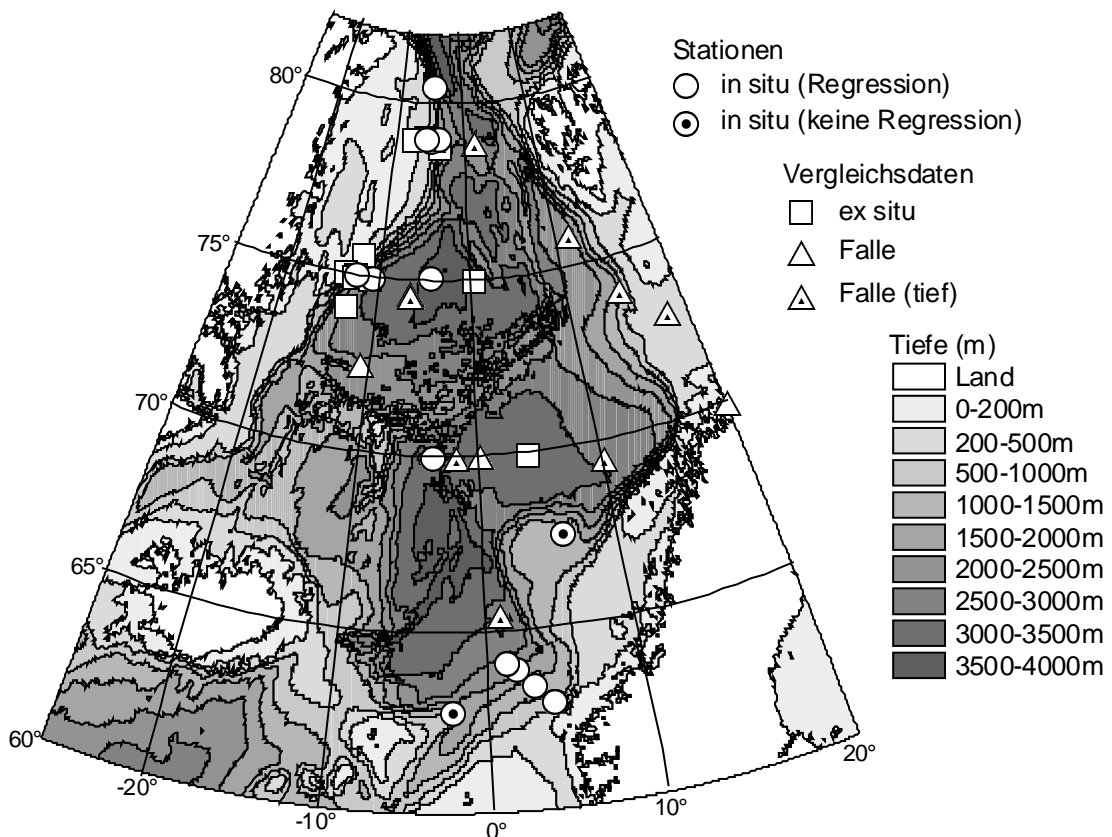 80°
75°
70°
65°
60°
-20°
-10°
0°
10°
20°
Stationen
in situ (Regression)
in situ (keine Regression)
Vergleichsdaten
ex situ
Falle
Falle (tief)
Tiefe (m)
Land
0-200m
200-500m
500-1000m
1000-1500m
1500-2000m
2000-2500m
2500-3000m
3000-3500m
3500-4000m